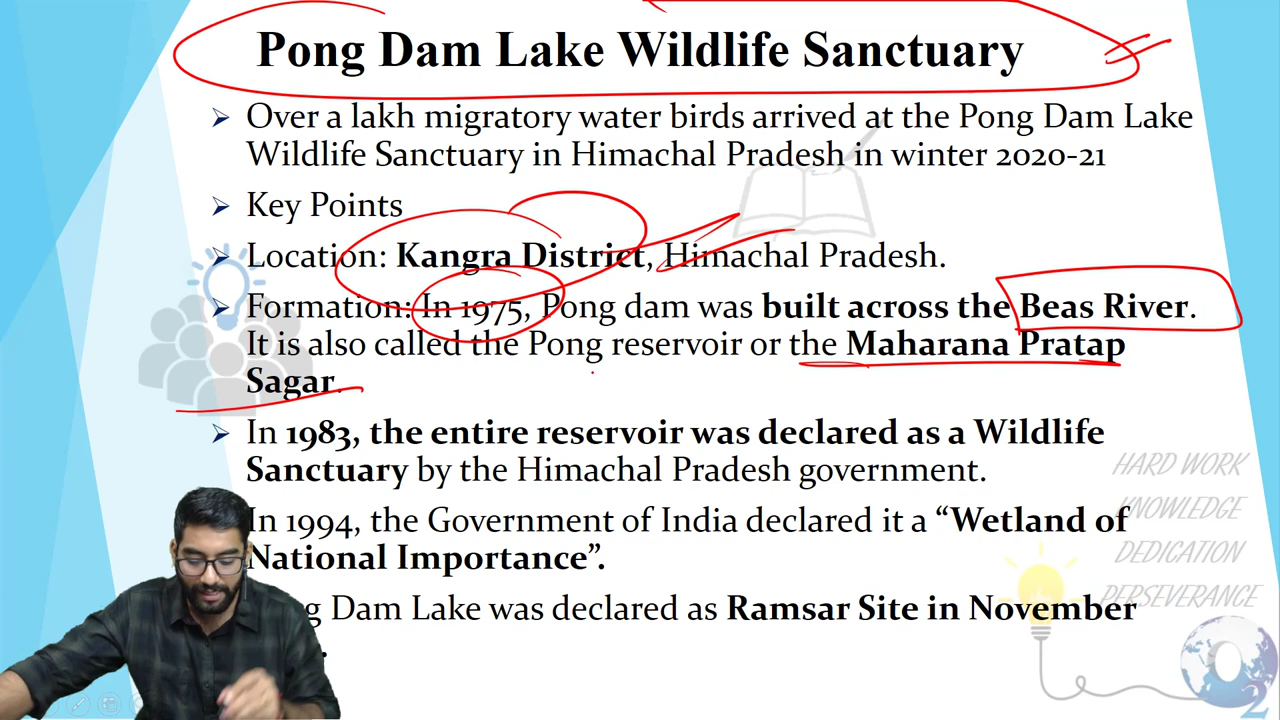 Pong Dam Lake Wildlife Sanctuary
Over a lakh migratory water birds arrived at the Pong Dam Lake
Wildlife Sanctuary in Himachal Pradesh in winter 2020-21
Key Points
Location: Kangra District, Himachal Pradesh.
Formation: In 1975, Pong dam was built across the Beas River.
It is also called the Pong reservoir or the Maharana Pratap
Sagar.
In 1983, the entire reservoir was declared as a Wildlife
Sanctuary by the Himachal Pradesh government.
In 1994, the Government of India declared it a “Wetland of
National Importance”.
Dam Lake was declared as Ramsar Site in November
HARD WORK
KNOWLEDGE
DEDICATION
PERSEVERANCE
O2